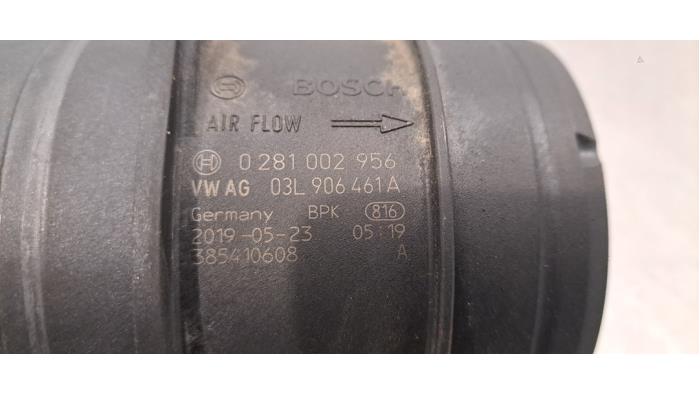 BOSCH
AIR FLOW
0 281 002 956
VW AG 03L 906 461 A
Germany BPK 816
2019-05-23 05:19
385410608 A